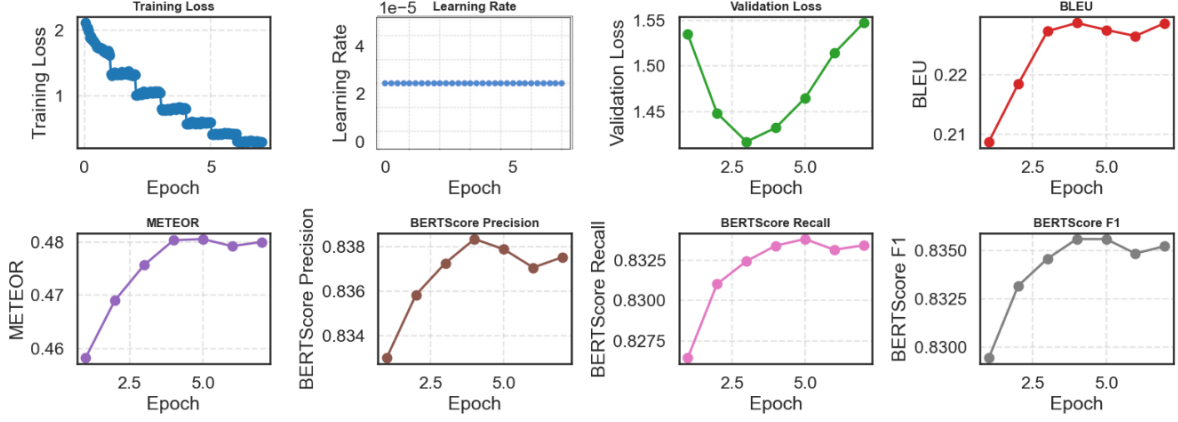 Training Loss
Training Loss
2
1
0
5
Epoch
Learning Rate
1e−5
Learning Rate
4
2
0
0
5
Epoch
Validation Loss
Validation Loss
1.55
1.50
1.45
2.5
5.0
Epoch
BLEU
BLEU
0.22
0.21
2.5
5.0
Epoch
METEOR
METEOR
0.48
0.47
0.46
2.5
5.0
Epoch
BERTScore Precision
BERTScore Precision
0.838
0.836
0.834
2.5
5.0
Epoch
BERTScore Recall
BERTScore Recall
0.8325
0.8300
0.8275
2.5
5.0
Epoch
BERTScore F1
BERTScore F1
0.8350
0.8325
0.8300
2.5
5.0
Epoch